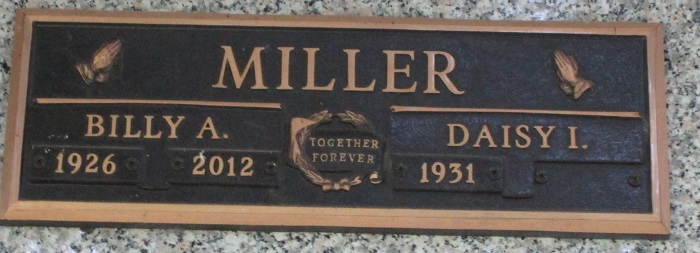 MILLER
BILLY A.
1926 2012
TOGETHER
FOREVER
DAISY I.
1931